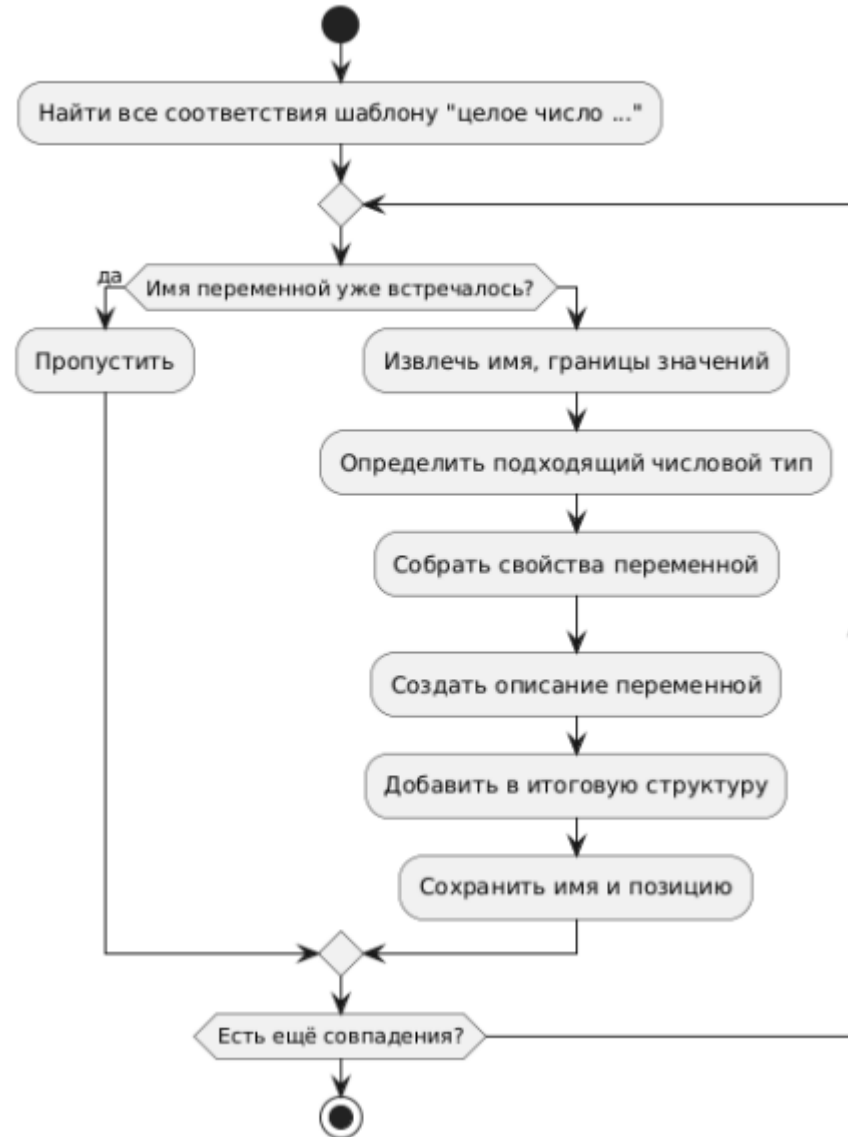 Найти все соответствия шаблону "целое число ..."
Имя переменной уже встречалось?
да
Пропустить
Извлечь имя, границы значений
Определить подходящий числовой тип
Собрать свойства переменной
Создать описание переменной
Добавить в итоговую структуру
Сохранить имя и позицию
Есть ещё совпадения?